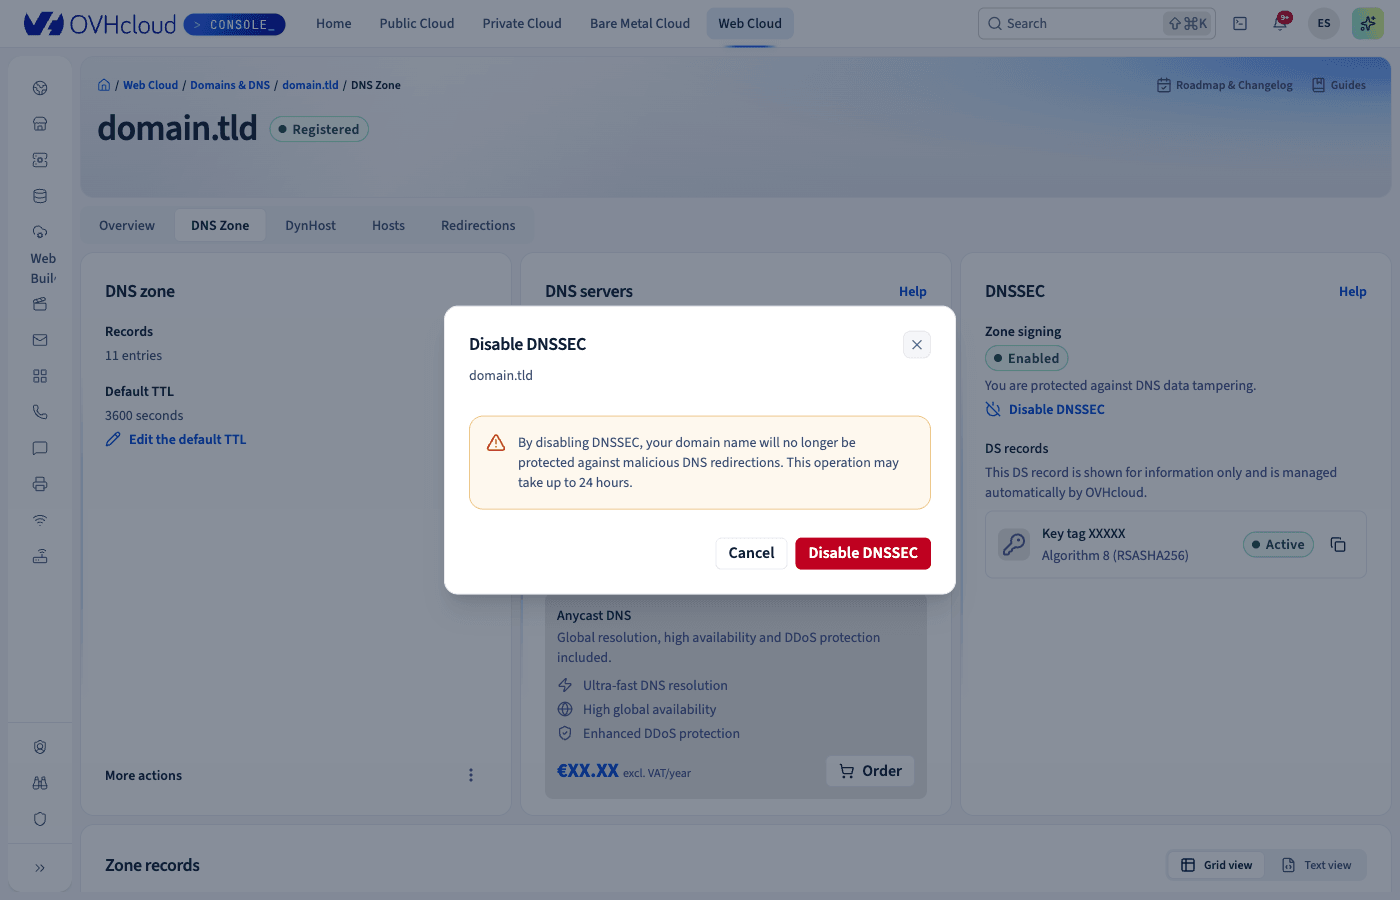 OVHcloud > CONSOLE_
Home Public Cloud Private Cloud Bare Metal Cloud Web Cloud
Search ⇧⌘K 9+ ES
/ Web Cloud / Domains & DNS / domain.tld / DNS Zone
Roadmap & Changelog Guides
domain.tld Registered
Overview DNS Zone DynHost Hosts Redirections
Web
Buil
DNS zone
Records
11 entries
Default TTL
3600 seconds
Edit the default TTL
More actions
DNS servers Help
Disable DNSSEC
domain.tld
By disabling DNSSEC, your domain name will no longer be
protected against malicious DNS redirections. This operation may
take up to 24 hours.
Cancel Disable DNSSEC
Anycast DNS
Global resolution, high availability and DDoS protection
included.
Ultra-fast DNS resolution
High global availability
Enhanced DDoS protection
€XX.XX excl. VAT/year Order
DNSSEC Help
Zone signing
Enabled
You are protected against DNS data tampering.
Disable DNSSEC
DS records
This DS record is shown for information only and is managed
automatically by OVHcloud.
Key tag XXXXX
Algorithm 8 (RSASHA256)
Active
Zone records
Grid view Text view